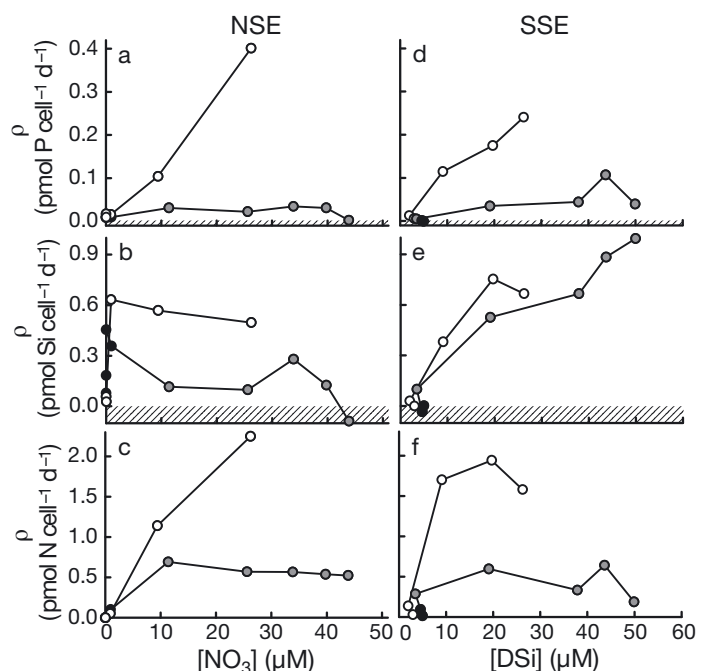 NSE
SSE
a
0.4
0.3
0.2
0.1
0.0
ρ
(pmol P cell⁻¹ d⁻¹)
d
b
0.9
0.6
0.3
0.0
ρ
(pmol Si cell⁻¹ d⁻¹)
e
c
2.0
1.5
1.0
0.5
0.0
ρ
(pmol N cell⁻¹ d⁻¹)
f
0 10 20 30 40 50
[NO₃] (µM)
0 10 20 30 40 50 60
[DSi] (µM)